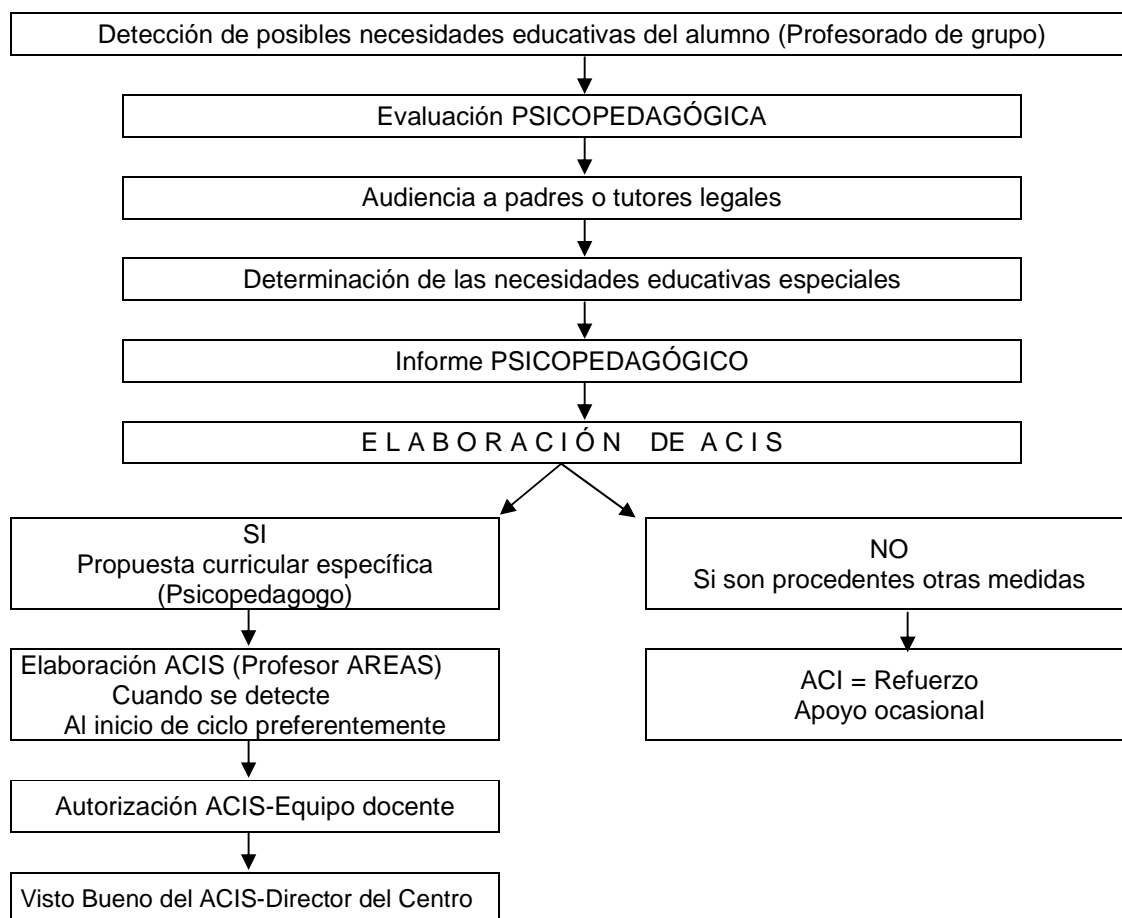 Detección de posibles necesidades educativas del alumno (Profesorado de grupo)
Evaluación PSICOPEDAGÓGICA
Audiencia a padres o tutores legales
Determinación de las necesidades educativas especiales
Informe PSICOPEDAGÓGICO
E L A B O R A C I Ó N DE A C I S
SI
Propuesta curricular específica
(Psicopedagogo)
NO
Si son procedentes otras medidas
Elaboración ACIS (Profesor AREAS)
Cuando se detecte
Al inicio de ciclo preferentemente
ACI = Refuerzo
Apoyo ocasional
Autorización ACIS-Equipo docente
Visto Bueno del ACIS-Director del Centro